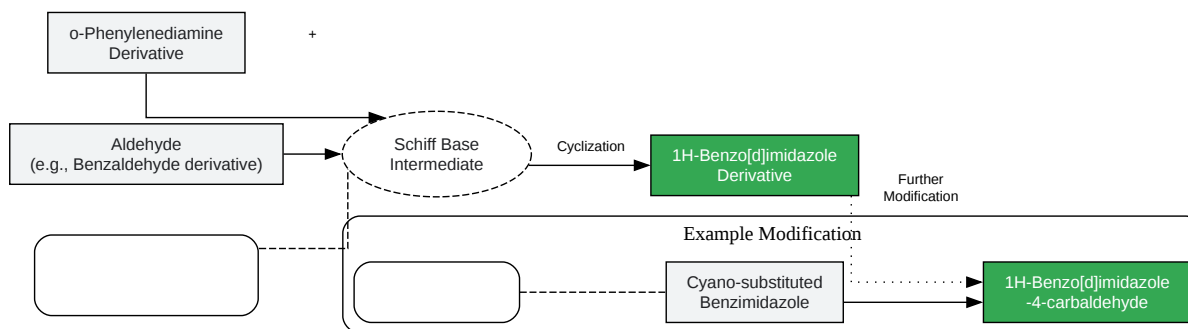 o-Phenylenediamine
Derivative
+
Aldehyde
(e.g., Benzaldehyde derivative)
Schiff Base
Intermediate
Cyclization
1H-Benzo[d]imidazole
Derivative
Further
Modification
Example Modification
Cyano-substituted
Benzimidazole
1H-Benzo[d]imidazole
-4-carbaldehyde